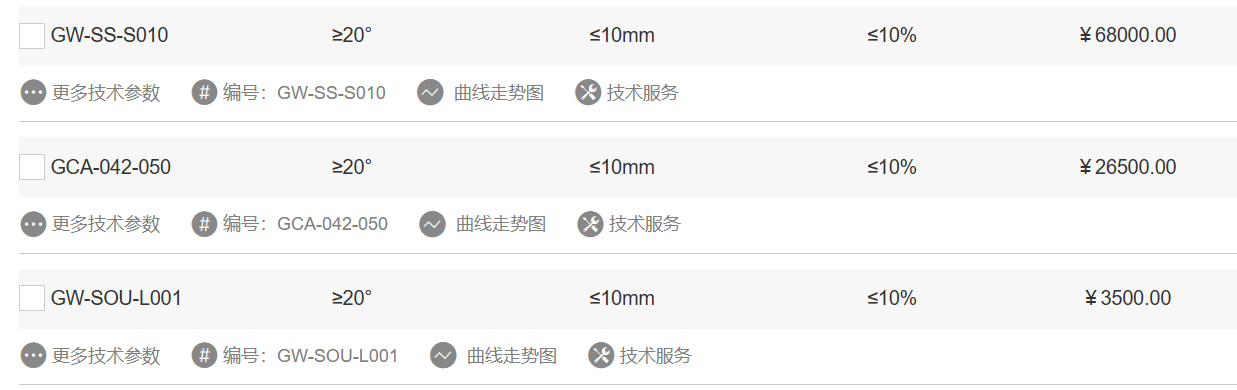 GW-SS-S010 ≥20° ≤10mm ≤10% ¥68000.00
更多技术参数 # 编号：GW-SS-S010 曲线走势图 技术服务
GCA-042-050 ≥20° ≤10mm ≤10% ¥26500.00
更多技术参数 # 编号：GCA-042-050 曲线走势图 技术服务
GW-SOU-L001 ≥20° ≤10mm ≤10% ¥3500.00
更多技术参数 # 编号：GW-SOU-L001 曲线走势图 技术服务